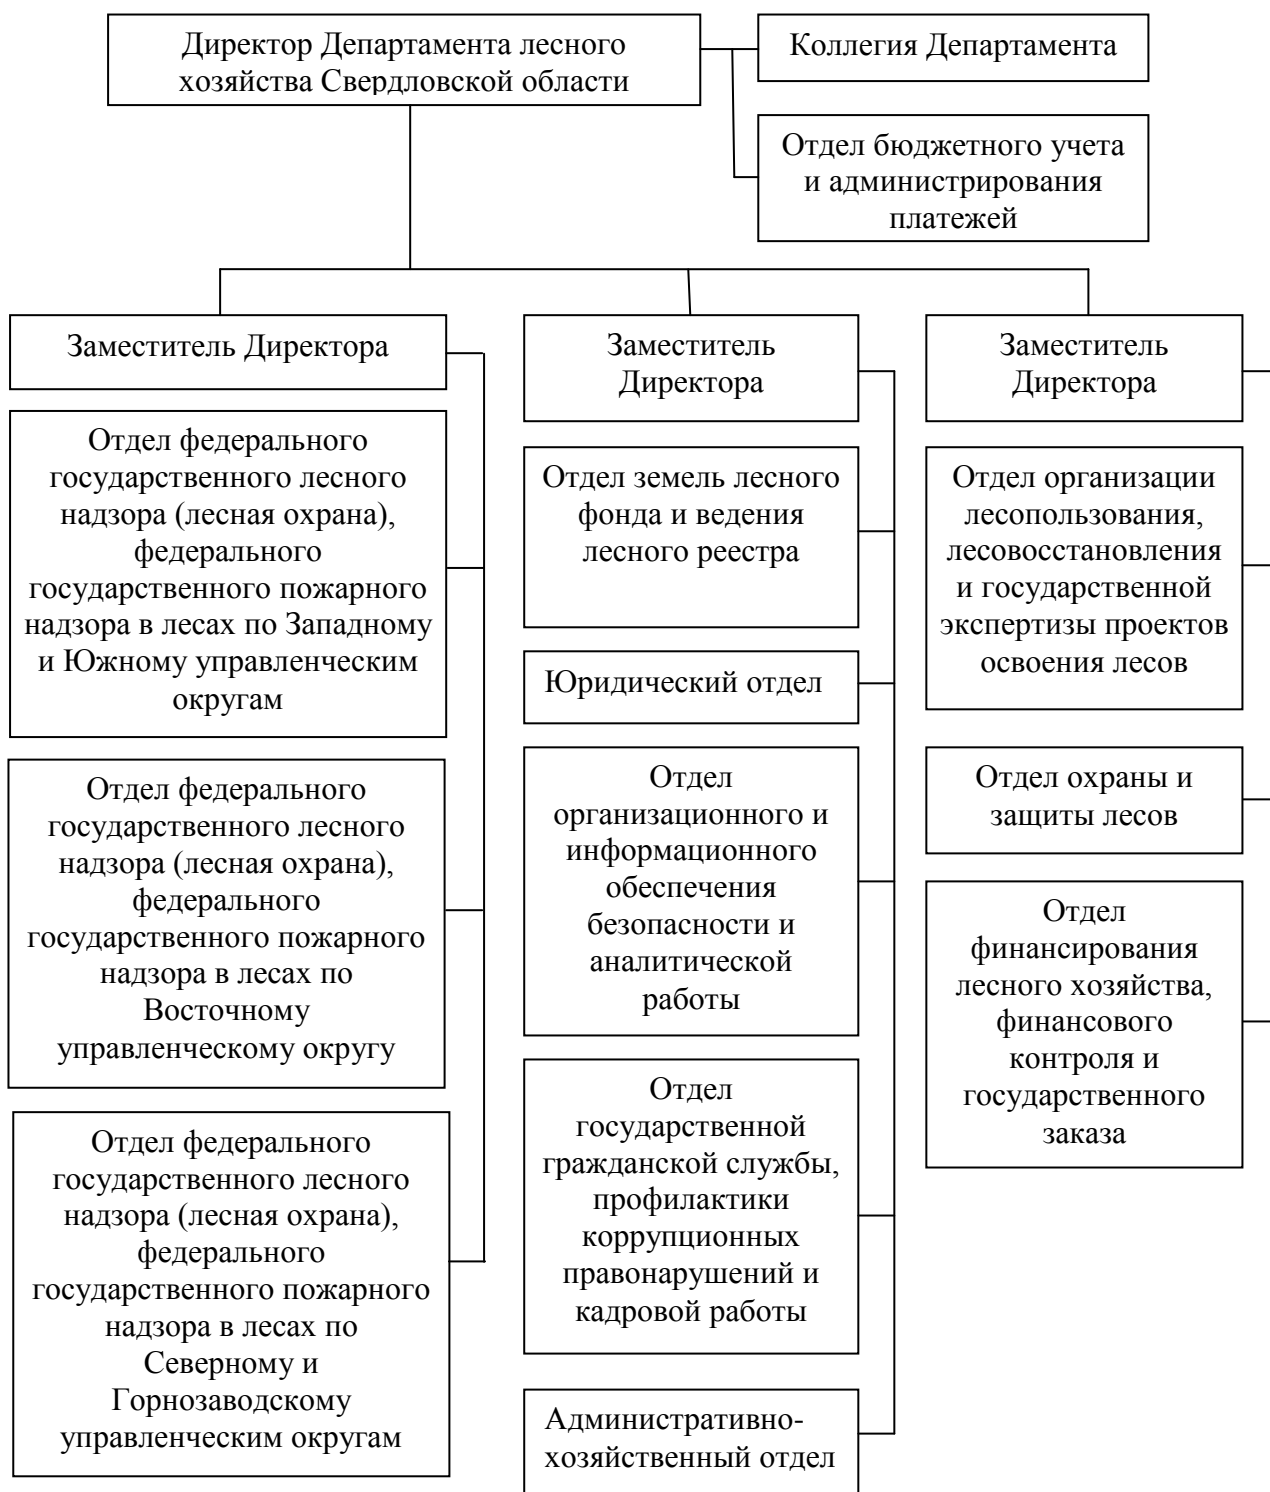 Директор Департамента лесного
хозяйства Свердловской области
Коллегия Департамента
Отдел бюджетного учета
и администрирования
платежей
Заместитель Директора
Отдел федерального
государственного лесного
надзора (лесная охрана),
федерального
государственного пожарного
надзора в лесах по Западному
и Южному управленческим
округам
Отдел федерального
государственного лесного
надзора (лесная охрана),
федерального
государственного пожарного
надзора в лесах по
Восточному
управленческому округу
Отдел федерального
государственного лесного
надзора (лесная охрана),
федерального
государственного пожарного
надзора в лесах по
Северному и
Горнозаводскому
управленческим округам
Заместитель
Директора
Отдел земель лесного
фонда и ведения
лесного реестра
Юридический отдел
Отдел
организационного и
информационного
обеспечения
безопасности и
аналитической
работы
Отдел
государственной
гражданской службы,
профилактики
коррупционных
правонарушений и
кадровой работы
Административно-
хозяйственный отдел
Заместитель
Директора
Отдел организации
лесопользования,
лесовосстановления
и государственной
экспертизы проектов
освоения лесов
Отдел охраны и
защиты лесов
Отдел
финансирования
лесного хозяйства,
финансового
контроля и
государственного
заказа